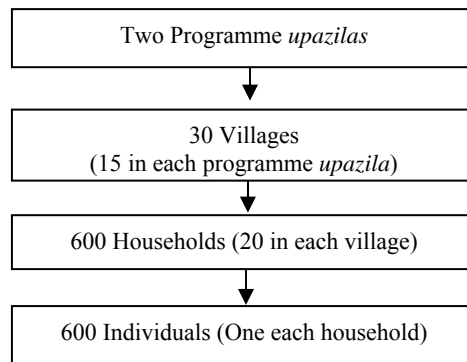 Two Programme upazilas
30 Villages
(15 in each programme upazila)
600 Households (20 in each village)
600 Individuals (One each household)